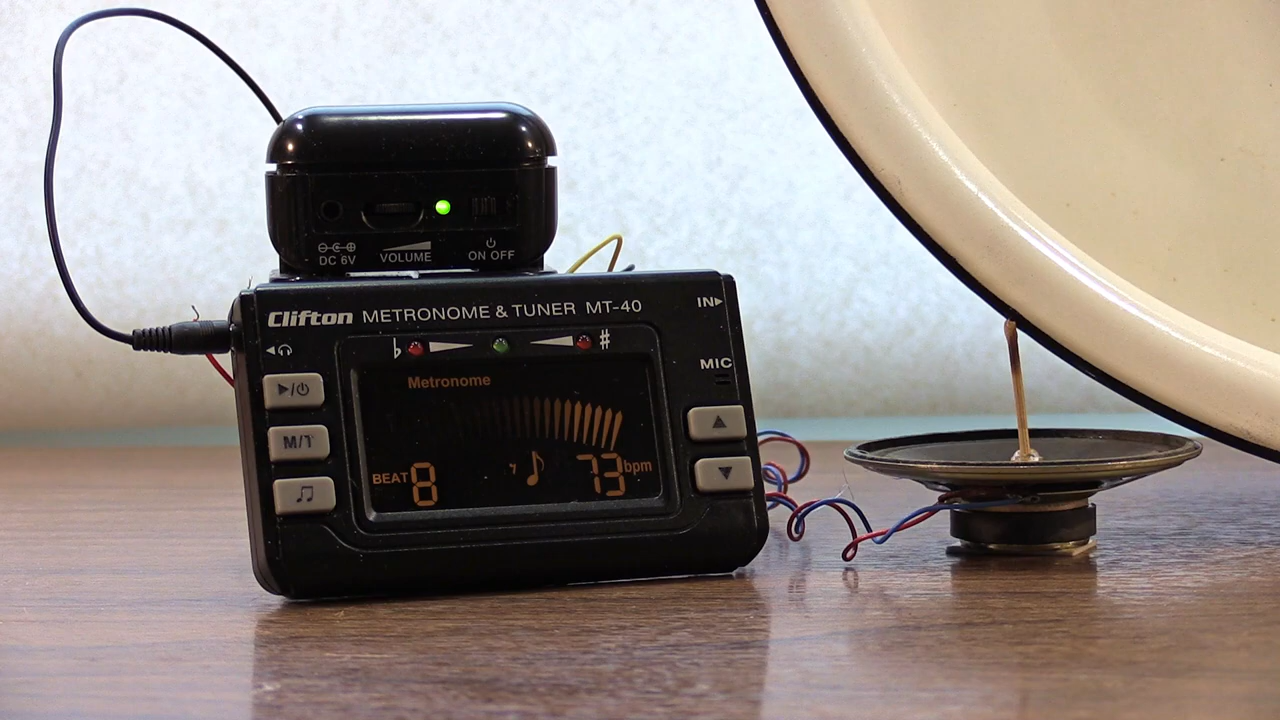 DC 6V VOLUME ON OFF
Clifton METRONOME & TUNER MT-40
IN
♭ ♯
MIC
Metronome
M/T
BEAT 8 73 bpm